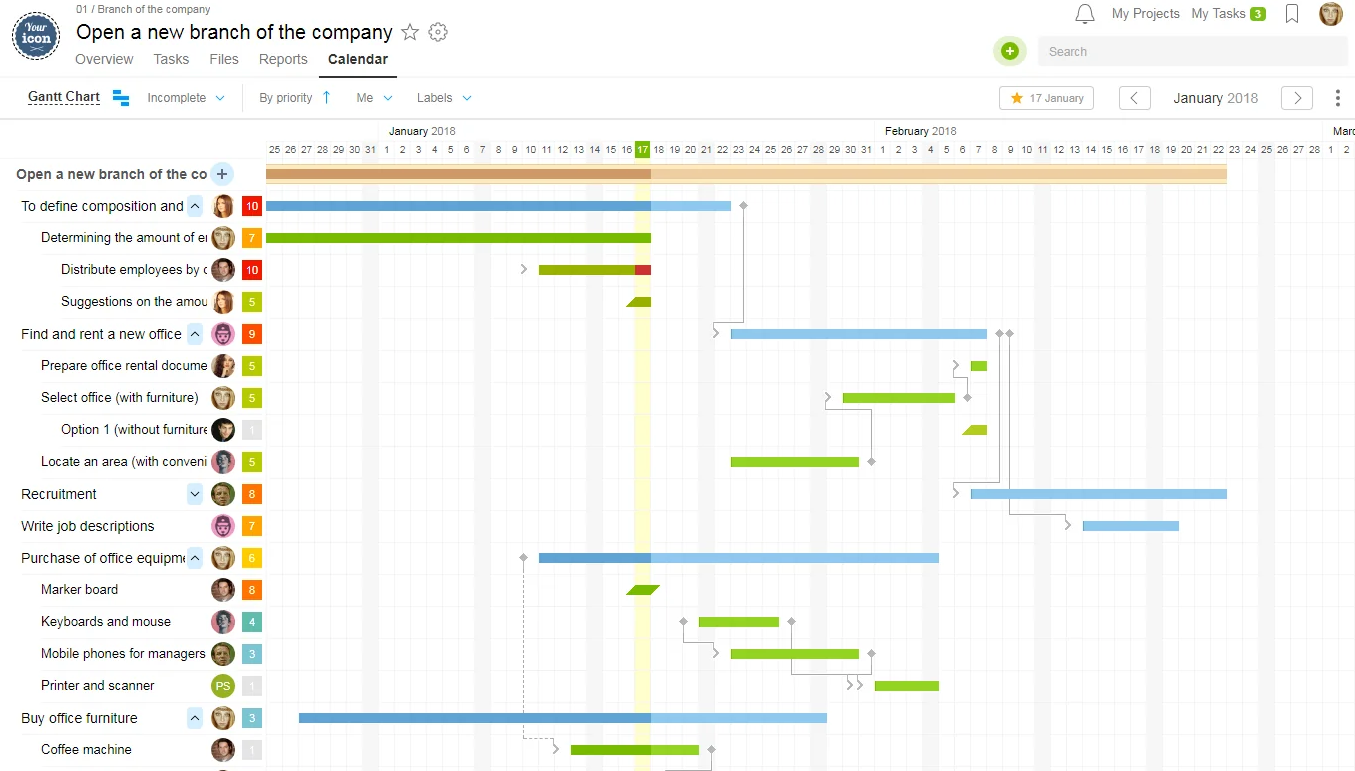 Your
icon
01 / Branch of the company
Open a new branch of the company
Overview Tasks Files Reports Calendar
My Projects My Tasks 3
Search
Gantt Chart Incomplete By priority Me Labels
17 January January 2018
January 2018 February 2018 Marc
25 26 27 28 29 30 31 1 2 3 4 5 6 7 8 9 10 11 12 13 14 15 16 17 18 19 20 21 22 23 24 25 26 27 28 29 30 31 1 2 3 4 5 6 7 8 9 10 11 12 13 14 15 16 17 18 19 20 21 22 23 24 25 26 27 28 1 2
Open a new branch of the co
To define composition and 10
Determining the amount of er 7
Distribute employees by c 10
Suggestions on the amou 5
Find and rent a new office 9
Prepare office rental docume 5
Select office (with furniture) 5
Option 1 (without furniture 1
Locate an area (with conveni 5
Recruitment 8
Write job descriptions 7
Purchase of office equipme 6
Marker board 8
Keyboards and mouse 4
Mobile phones for managers 3
Printer and scanner PS 1
Buy office furniture 3
Coffee machine 1